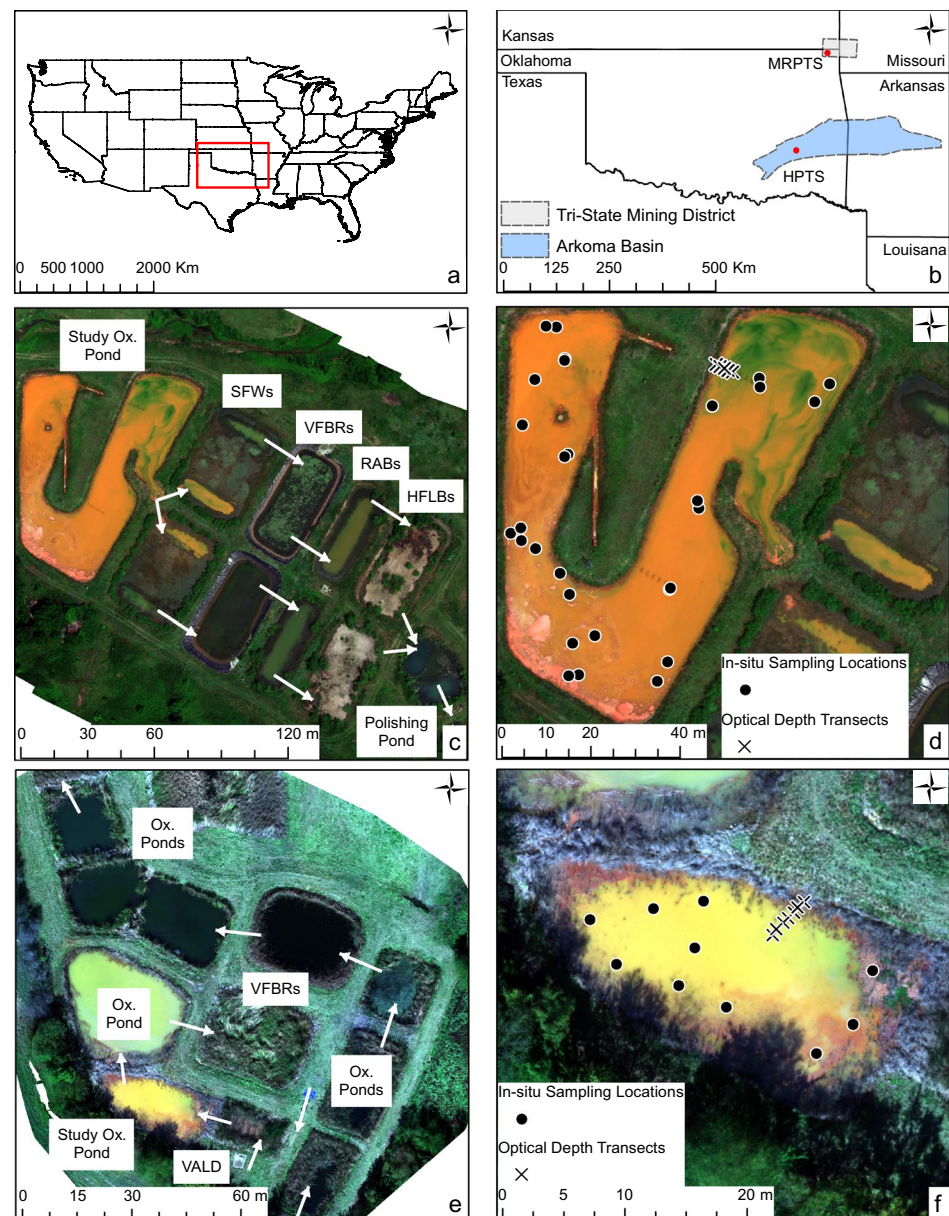 0
500
1000
2000 Km
a
Kansas
Oklahoma
Texas
MRPTS
Missouri
Arkansas
HPTS
Tri-State Mining District
Arkoma Basin
Louisana
0
125
250
500 Km
b
Study Ox.
Pond
SFWs
VFBRs
RABs
HFLBs
Polishing
Pond
0
30
60
120 m
c
In-situ Sampling Locations
Optical Depth Transects
0
10
20
40 m
d
Ox.
Ponds
VFBRs
Ox.
Pond
Ox.
Ponds
Study Ox.
Pond
VALD
0
15
30
60 m
e
In-situ Sampling Locations
Optical Depth Transects
0
5
10
20 m
f